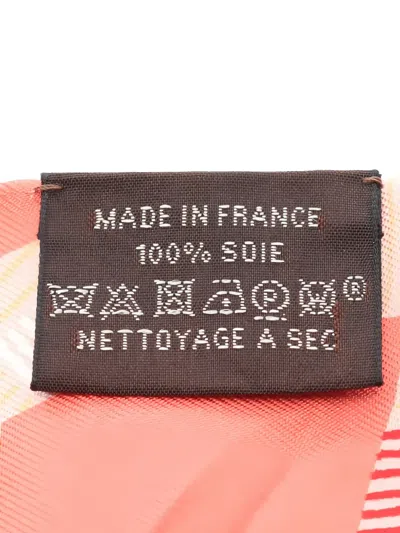 MADE IN FRANCE
100% SOIE
P W ®
NETTOYAGE A SEC